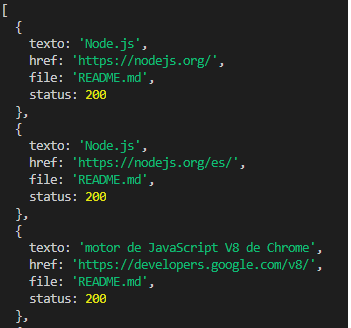 [
  {
    texto: 'Node.js',
    href: 'https://nodejs.org/',
    file: 'README.md',
    status: 200
  },
  {
    texto: 'Node.js',
    href: 'https://nodejs.org/es/',
    file: 'README.md',
    status: 200
  },
  {
    texto: 'motor de JavaScript V8 de Chrome',
    href: 'https://developers.google.com/v8/',
    file: 'README.md',
    status: 200
  },